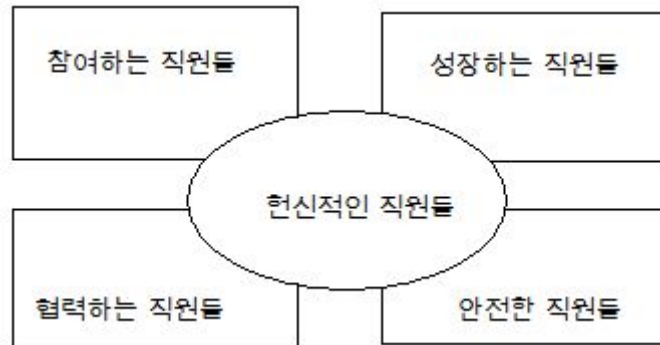 참여하는 직원들
성장하는 직원들
헌신적인 직원들
협력하는 직원들
안전한 직원들